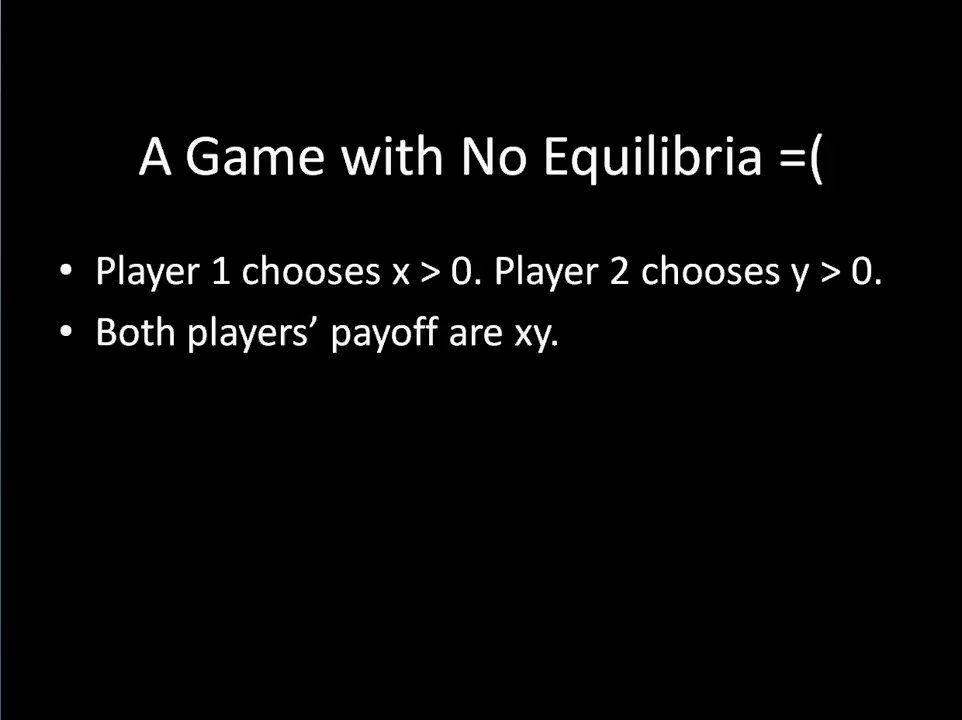 A Game with No Equilibria =(
• Player 1 chooses x > 0. Player 2 chooses y > 0.
• Both players’ payoff are xy.